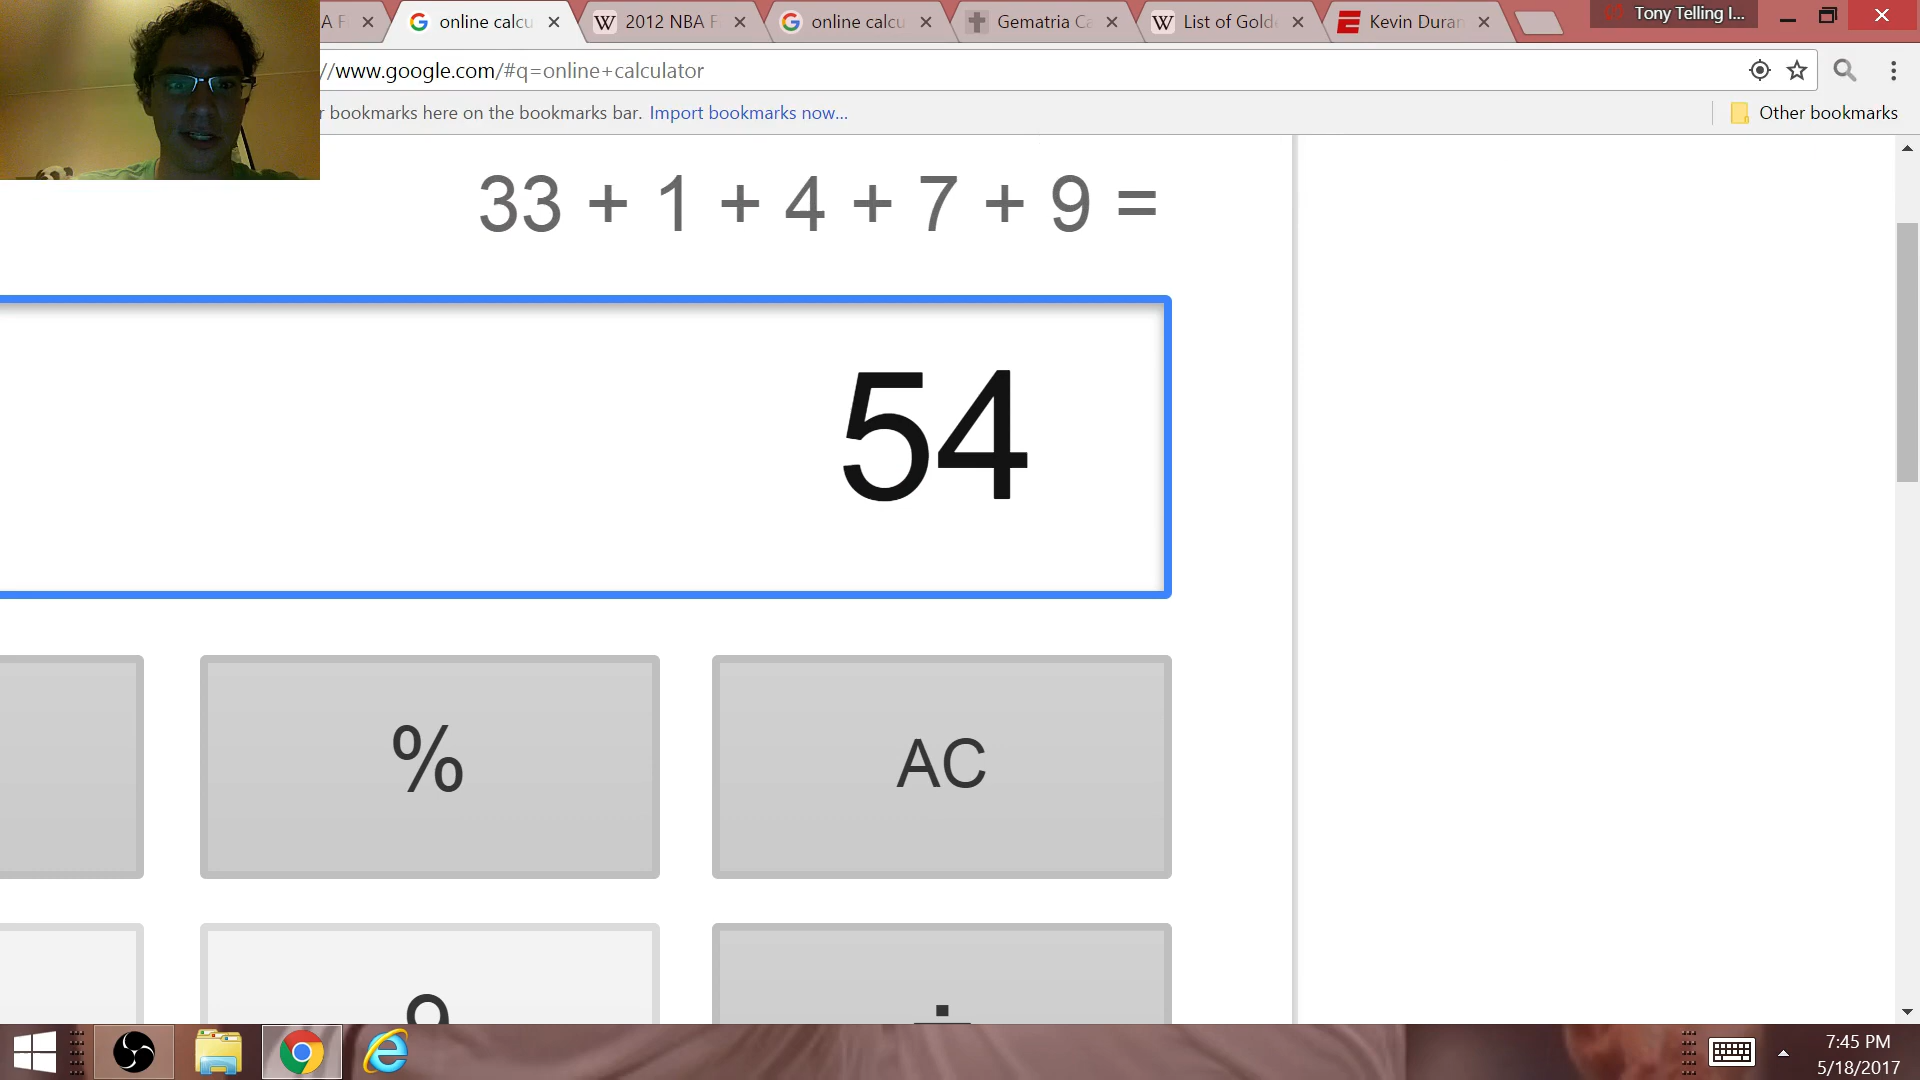 A F
online calcu
2012 NBA F
online calcu
Gematria Ca
List of Gold
Kevin Duran
Tony Telling I...
//www.google.com/#q=online+calculator
r bookmarks here on the bookmarks bar. Import bookmarks now...
Other bookmarks
33 + 1 + 4 + 7 + 9 =
54
%
AC
9
÷
7:45 PM
5/18/2017